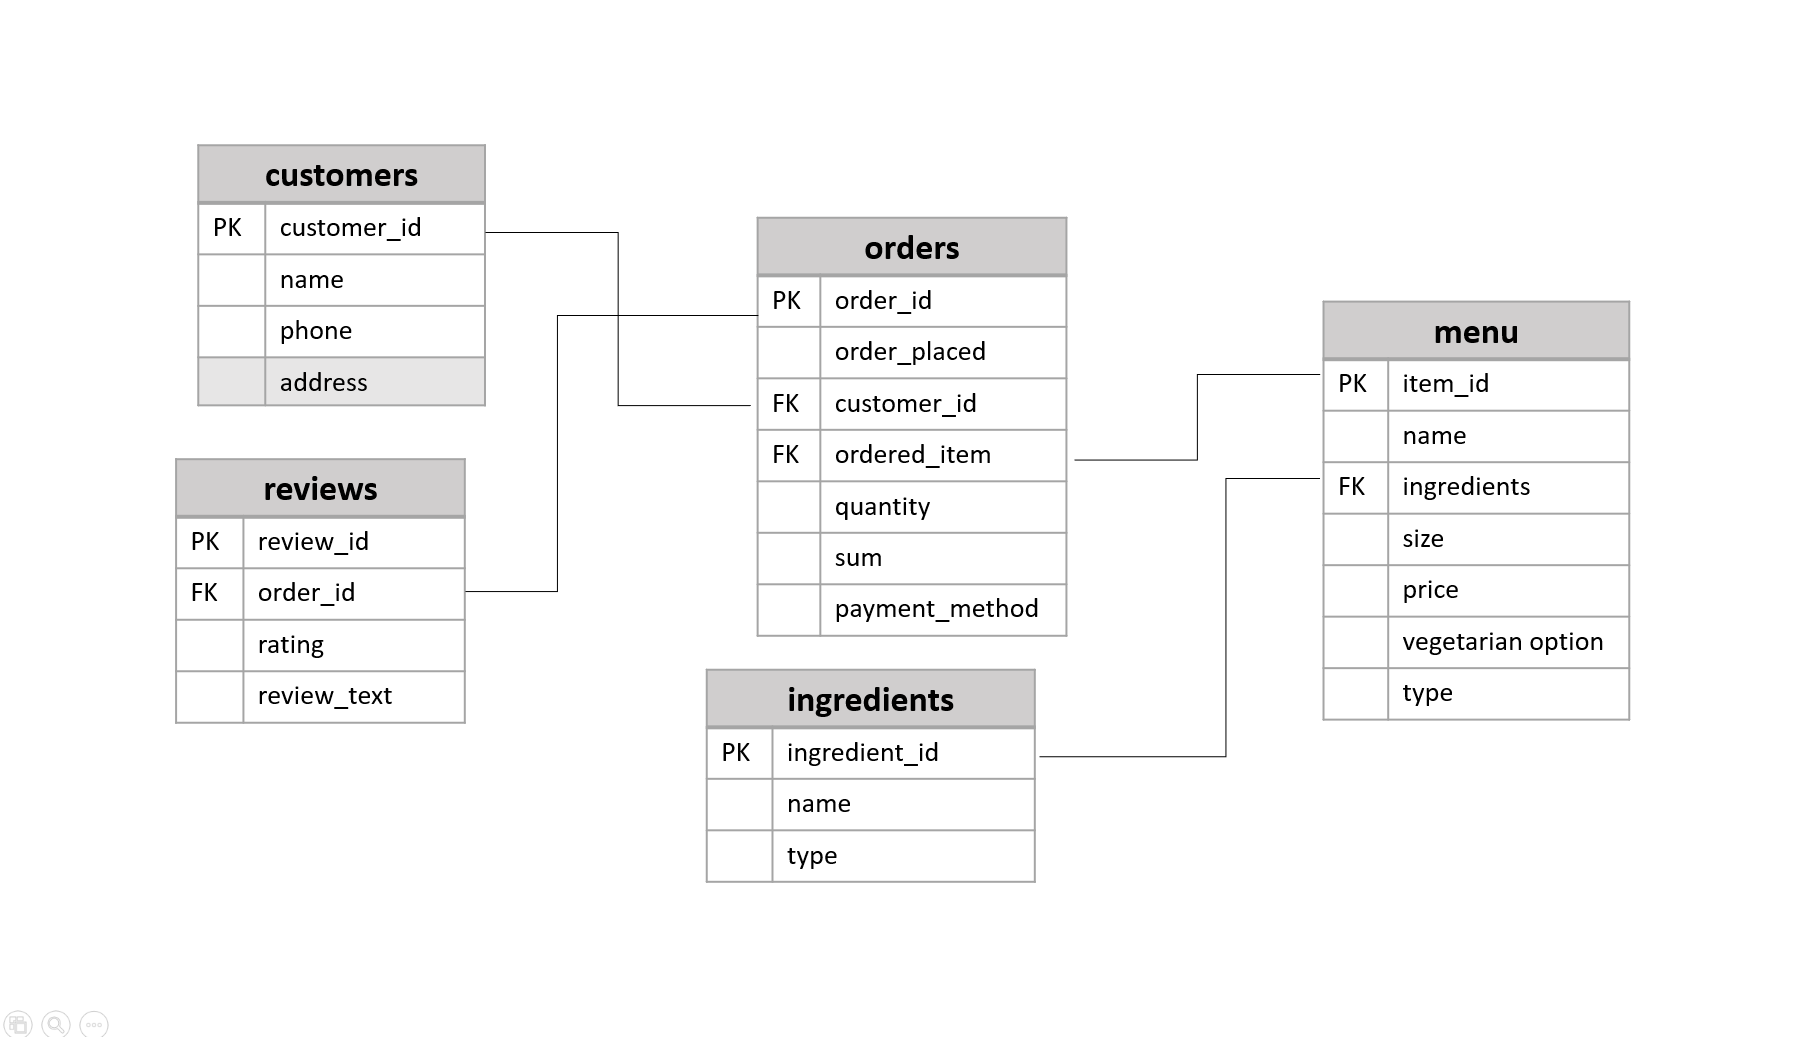 customers
PK customer_id
name
phone
address
reviews
PK review_id
FK order_id
rating
review_text
orders
PK order_id
order_placed
FK customer_id
FK ordered_item
quantity
sum
payment_method
ingredients
PK ingredient_id
name
type
menu
PK item_id
name
FK ingredients
size
price
vegetarian option
type